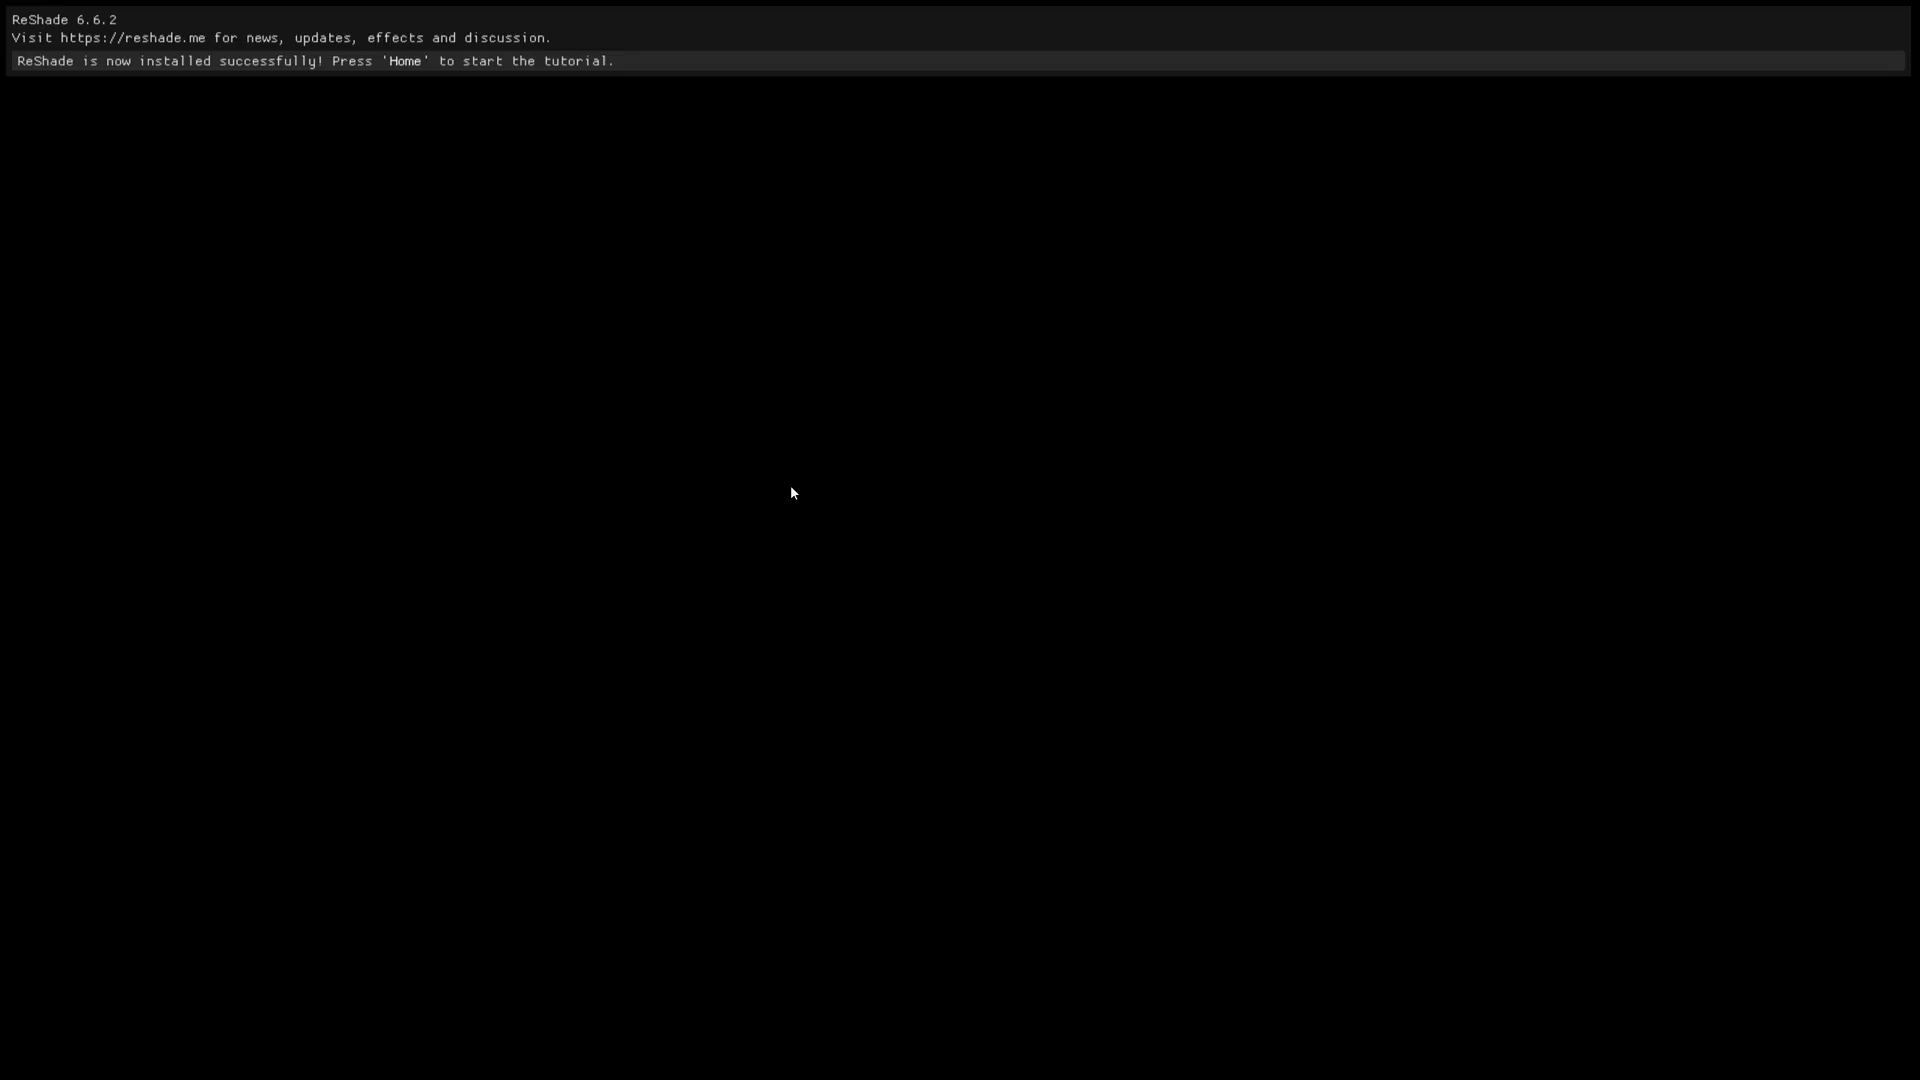 ReShade 6.6.2
Visit https://reshade.me for news, updates, effects and discussion.
ReShade is now installed successfully! Press 'Home' to start the tutorial.